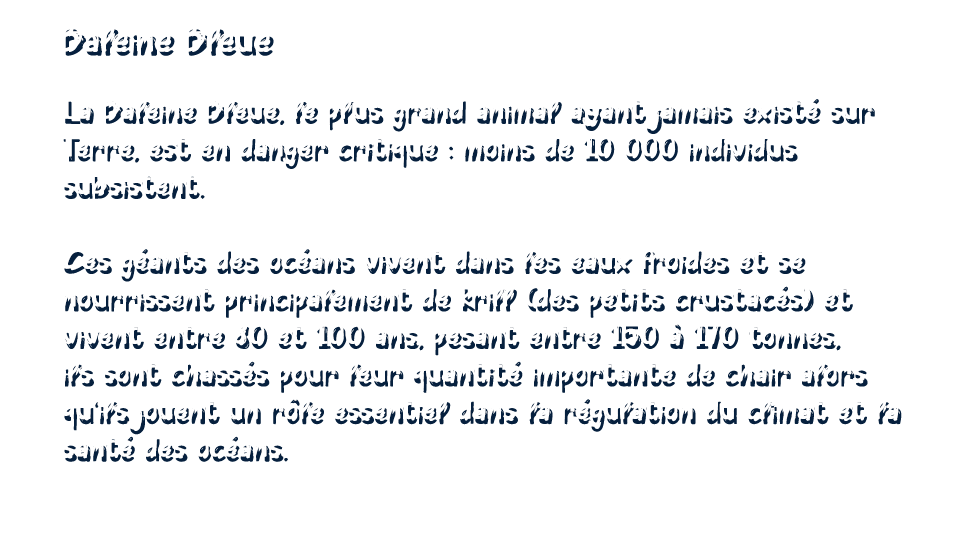 Baleine Bleue
La Baleine Bleue, le plus grand animal ayant jamais existé sur
Terre, est en danger critique : moins de 10 000 individus
subsistent.
Ces géants des océans vivent dans les eaux froides et se
nourrissent principalement de krill (des petits crustacés) et
vivent entre 80 et 100 ans, pesant entre 150 à 170 tonnes,
ils sont chassés pour leur quantité importante de chair alors
qu'ils jouent un rôle essentiel dans la régulation du climat et la
santé des océans.